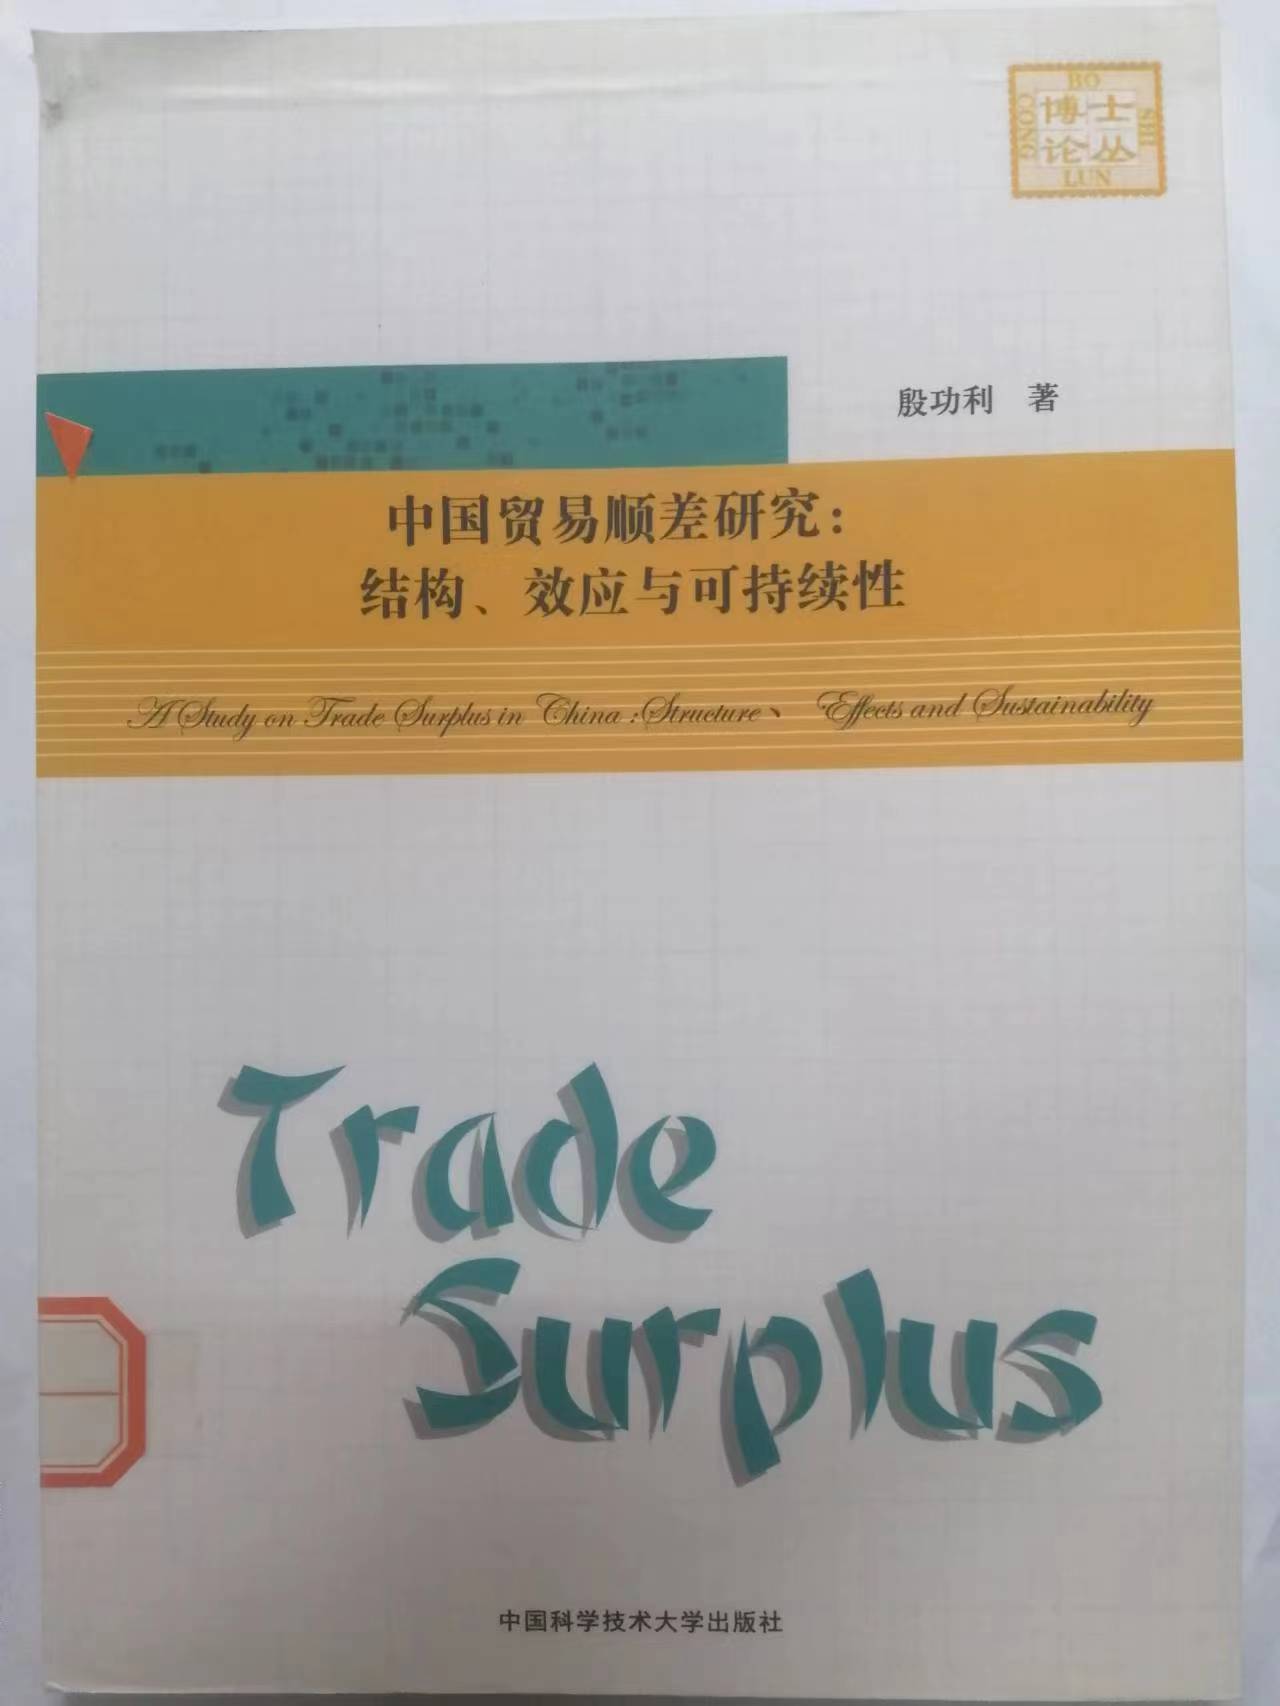 BO
博士
SHI
CONG
论丛
LUN
殷功利 著
中国贸易顺差研究：
结构、效应与可持续性
A Study on Trade Surplus in China :Structure、 Effects and Sustainability
Trade
Surplus
中国科学技术大学出版社